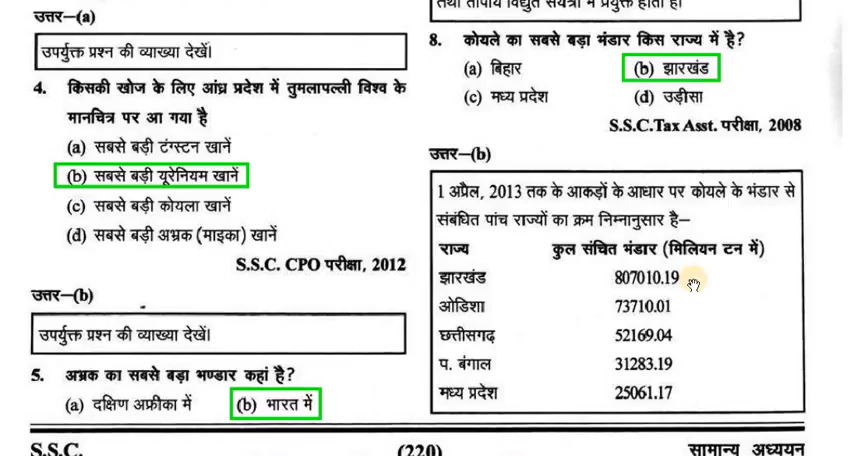 उत्तर–(a)
उपर्युक्त प्रश्न की व्याख्या देखें।
4. किसकी खोज के लिए आंध्र प्रदेश में तुमलापल्ली विश्व के
मानचित्र पर आ गया है
(a) सबसे बड़ी टंग्स्टन खानें
(b) सबसे बड़ी यूरेनियम खानें
(c) सबसे बड़ी कोयला खानें
(d) सबसे बड़ी अभ्रक (माइका) खानें
S.S.C. CPO परीक्षा, 2012
उत्तर–(b)
उपर्युक्त प्रश्न की व्याख्या देखें।
5. अभ्रक का सबसे बड़ा भण्डार कहां है?
(a) दक्षिण अफ्रीका में (b) भारत में
तथा तापीय विद्युत संयंत्रों में प्रयुक्त होता है।
8. कोयले का सबसे बड़ा भंडार किस राज्य में है?
(a) बिहार (b) झारखंड
(c) मध्य प्रदेश (d) उड़ीसा
S.S.C.Tax Asst. परीक्षा, 2008
उत्तर–(b)
1 अप्रैल, 2013 तक के आकड़ों के आधार पर कोयले के भंडार से
संबंधित पांच राज्यों का क्रम निम्नानुसार है–
राज्य कुल संचित भंडार (मिलियन टन में)
झारखंड 807010.19
ओडिशा 73710.01
छत्तीसगढ़ 52169.04
प. बंगाल 31283.19
मध्य प्रदेश 25061.17
S.S.C. (220) सामान्य अध्ययन